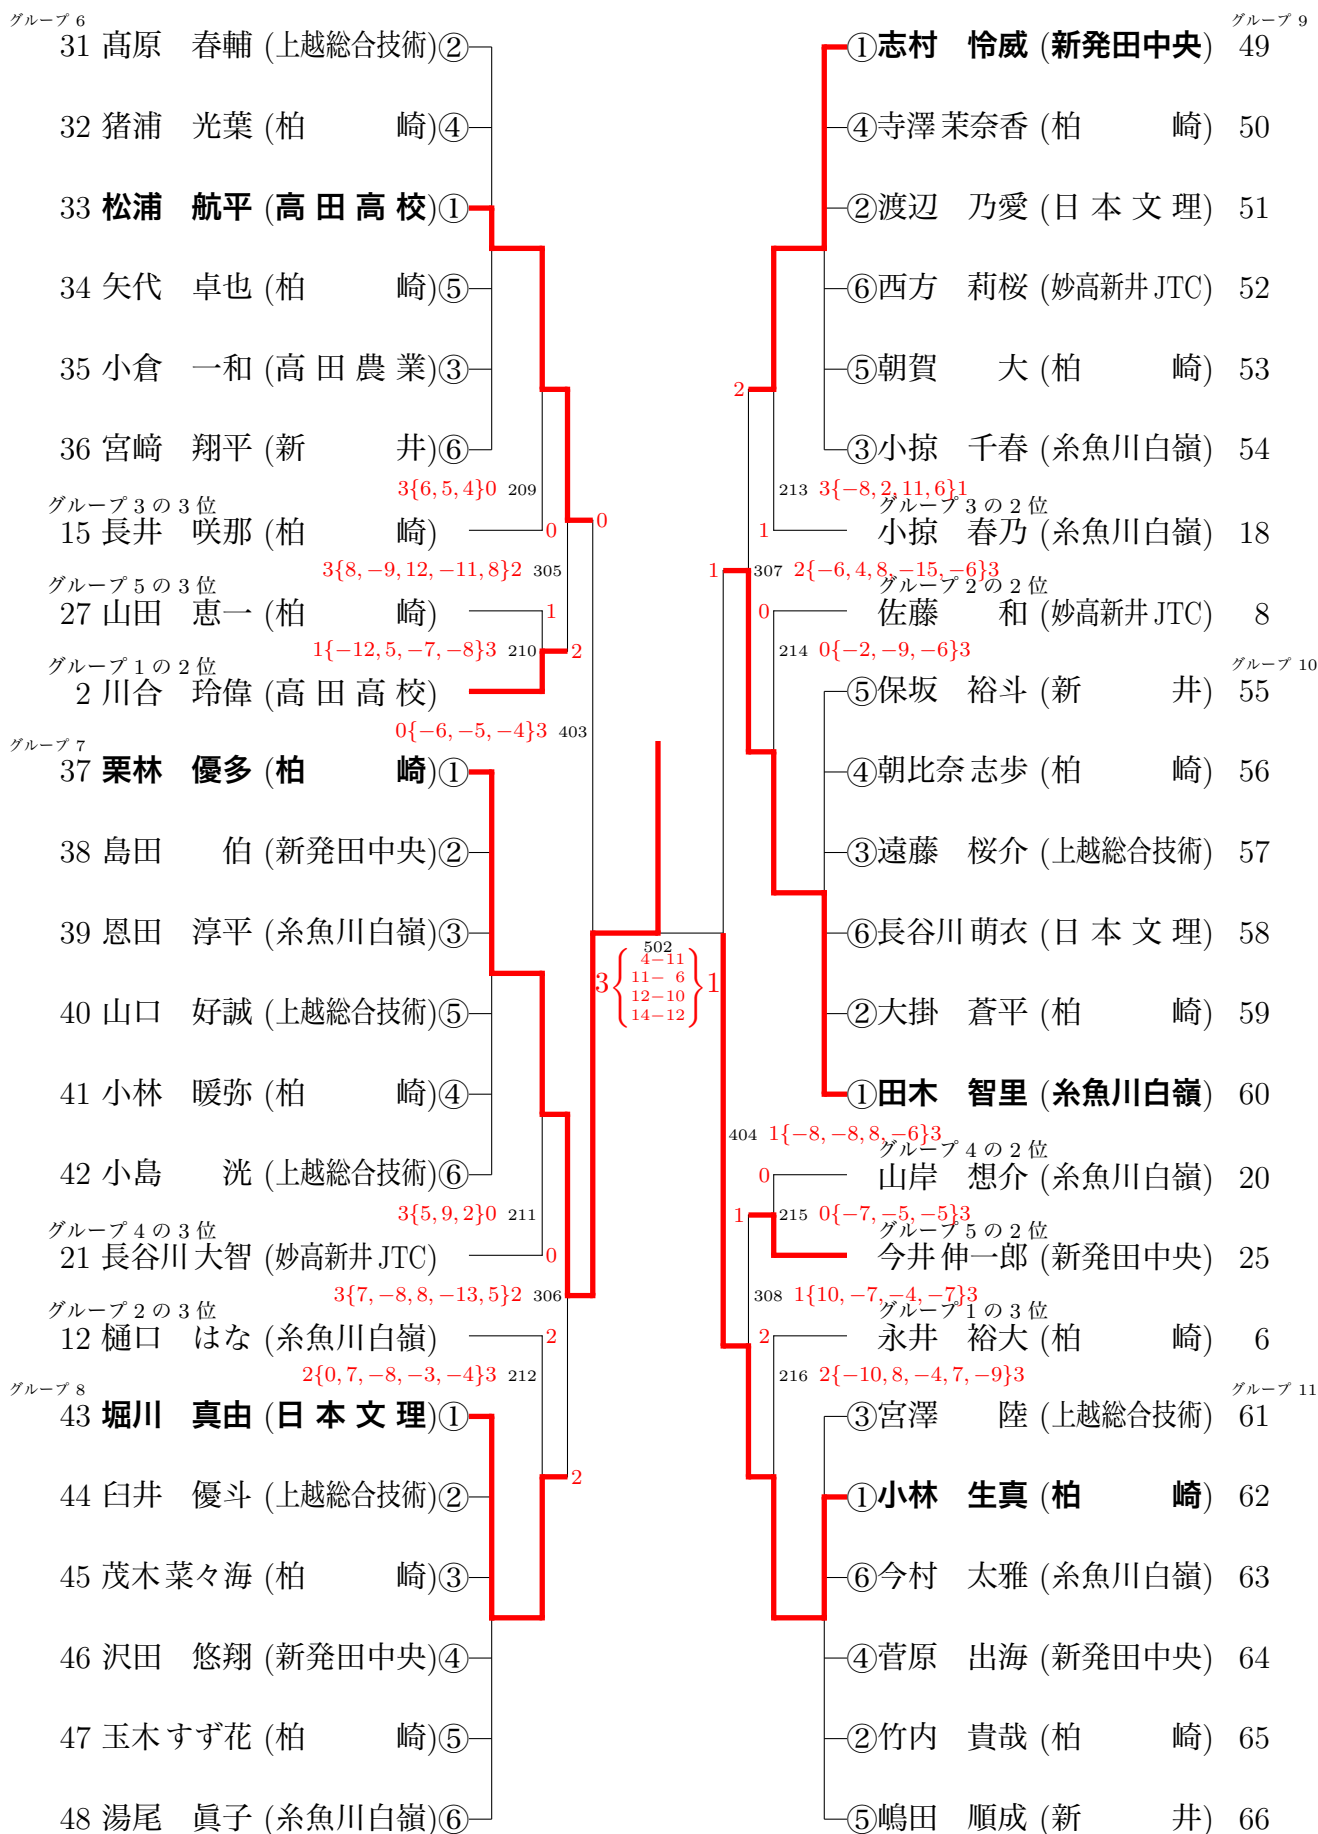 グループ 6
31 髙原 春輔 (上越総合技術)②
32 猪浦 光葉 (柏 崎)④
33 松浦 航平 (高 田 高 校)①
34 矢代 卓也 (柏 崎)⑤
35 小倉 一和 (高 田 農 業)③
36 宮﨑 翔平 (新 井)⑥
3{6, 5, 4}0 209
グループ 3 の 3 位
15 長井 咲那 (柏 崎)
0
0
3{8, −9, 12, −11, 8}2 305
グループ 5 の 3 位
27 山田 恵一 (柏 崎)
1
1{−12, 5, −7, −8}3 210
2
グループ 1 の 2 位
2 川合 玲偉 (高 田 高 校)
0{−6, −5, −4}3 403
グループ 7
37 栗林 優多 (柏 崎)①
38 島田 伯 (新発田中央)②
39 恩田 淳平 (糸魚川白嶺)③
40 山口 好誠 (上越総合技術)⑤
41 小林 暖弥 (柏 崎)④
42 小島 洸 (上越総合技術)⑥
3{5, 9, 2}0 211
グループ 4 の 3 位
21 長谷川 大智 (妙高新井 JTC)
0
3{7, −8, 8, −13, 5}2 306
グループ 2 の 3 位
12 樋口 はな (糸魚川白嶺)
2
2{0, 7, −8, −3, −4}3 212
グループ 8
43 堀川 真由 (日 本 文 理)①
2
44 臼井 優斗 (上越総合技術)②
45 茂木 菜々海 (柏 崎)③
46 沢田 悠翔 (新発田中央)④
47 玉木 すず花 (柏 崎)⑤
48 湯尾 眞子 (糸魚川白嶺)⑥
502
3{ 4−11
11− 6
12−10
14−12 }1
グループ 9
①志村 怜威 (新発田中央) 49
④寺澤 茉奈香 (柏 崎) 50
②渡辺 乃愛 (日 本 文 理) 51
⑥西方 莉桜 (妙高新井 JTC) 52
⑤朝賀 大 (柏 崎) 53
2
③小掠 千春 (糸魚川白嶺) 54
213 3{−8, 2, 11, 6}1
グループ 3 の 2 位
1
小掠 春乃 (糸魚川白嶺) 18
1
307 2{−6, 4, 8, −15, −6}3
グループ 2 の 2 位
0
佐藤 和 (妙高新井 JTC) 8
214 0{−2, −9, −6}3
グループ 10
⑤保坂 裕斗 (新 井) 55
④朝比奈 志歩 (柏 崎) 56
③遠藤 桜介 (上越総合技術) 57
⑥長谷川 萌衣 (日 本 文 理) 58
②大掛 蒼平 (柏 崎) 59
①田木 智里 (糸魚川白嶺) 60
404 1{−8, −8, 8, −6}3
グループ 4 の 2 位
0
山岸 想介 (糸魚川白嶺) 20
1
215 0{−7, −5, −5}3
グループ 5 の 2 位
今井 伸一郎 (新発田中央) 25
308 1{10, −7, −4, −7}3
グループ 1 の 3 位
2
永井 裕大 (柏 崎) 6
216 2{−10, 8, −4, 7, −9}3
グループ 11
③宮澤 陸 (上越総合技術) 61
①小林 生真 (柏 崎) 62
⑥今村 太雅 (糸魚川白嶺) 63
④菅原 出海 (新発田中央) 64
②竹内 貴哉 (柏 崎) 65
⑤嶋田 順成 (新 井) 66